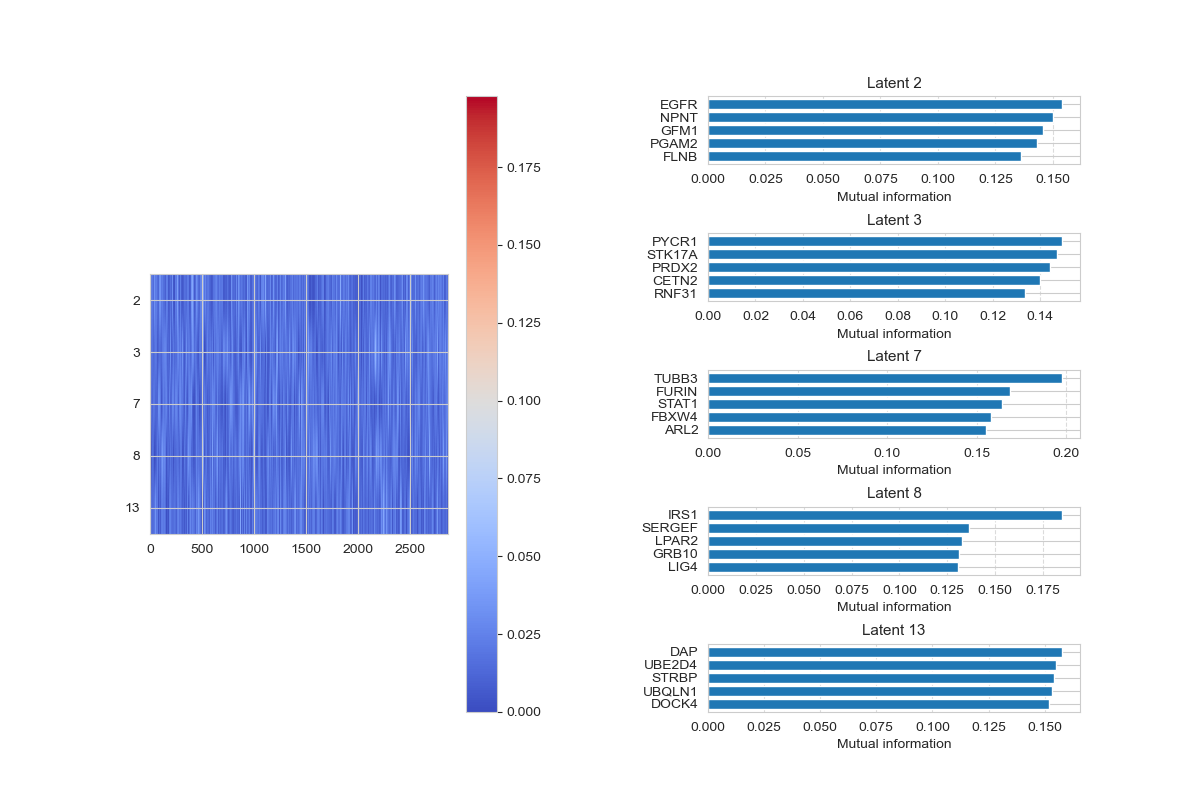 2
3
7
8
13
0 500 1000 1500 2000 2500
0.175
0.150
0.125
0.100
0.075
0.050
0.025
0.000
Latent 2
EGFR
NPNT
GFM1
PGAM2
FLNB
0.000 0.025 0.050 0.075 0.100 0.125 0.150
Mutual information
Latent 3
PYCR1
STK17A
PRDX2
CETN2
RNF31
0.00 0.02 0.04 0.06 0.08 0.10 0.12 0.14
Mutual information
Latent 7
TUBB3
FURIN
STAT1
FBXW4
ARL2
0.00 0.05 0.10 0.15 0.20
Mutual information
Latent 8
IRS1
SERGEF
LPAR2
GRB10
LIG4
0.000 0.025 0.050 0.075 0.100 0.125 0.150 0.175
Mutual information
Latent 13
DAP
UBE2D4
STRBP
UBQLN1
DOCK4
0.000 0.025 0.050 0.075 0.100 0.125 0.150
Mutual information